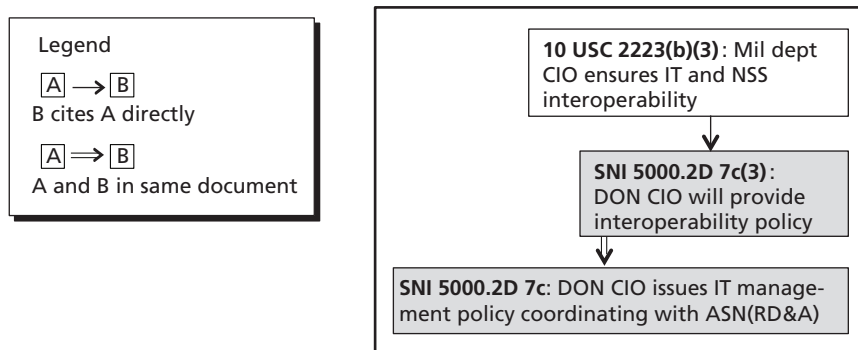 Legend
A B
B cites A directly
A B
A and B in same document
10 USC 2223(b)(3): Mil dept
CIO ensures IT and NSS
interoperability
SNI 5000.2D 7c(3):
DON CIO will provide
interoperability policy
SNI 5000.2D 7c: DON CIO issues IT manage-
ment policy coordinating with ASN(RD&A)